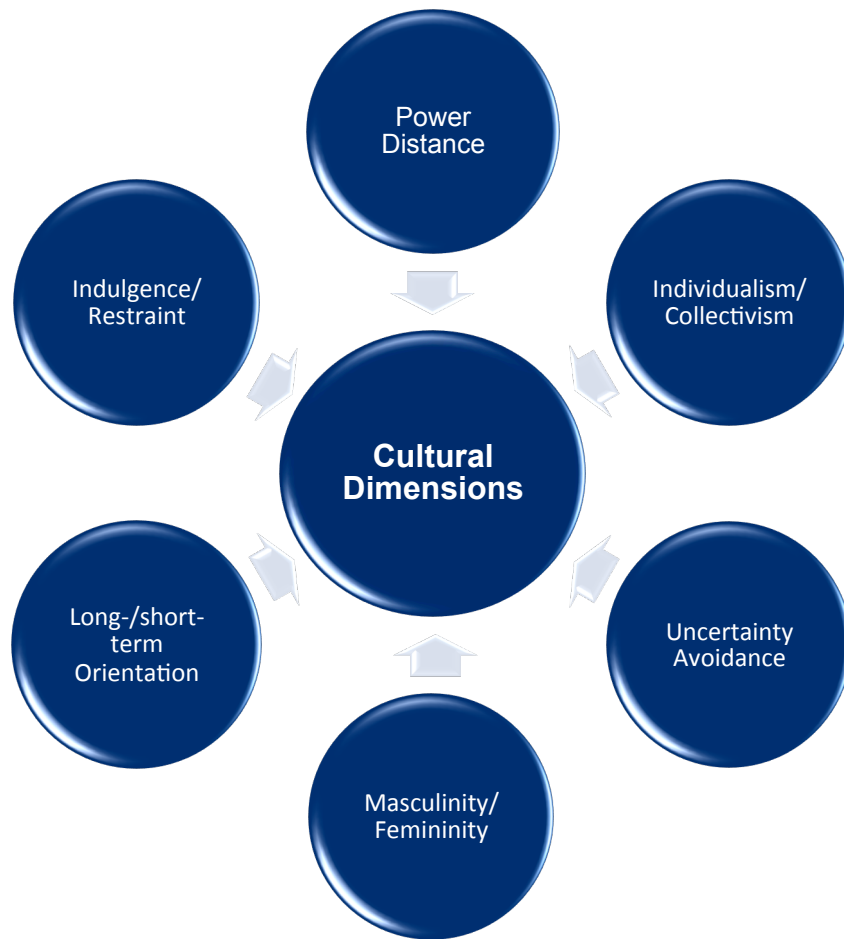 Power
Distance
Individualism/
Collectivism
Uncertainty
Avoidance
Masculinity/
Femininity
Long-/short-
term
Orientation
Indulgence/
Restraint
Cultural
Dimensions